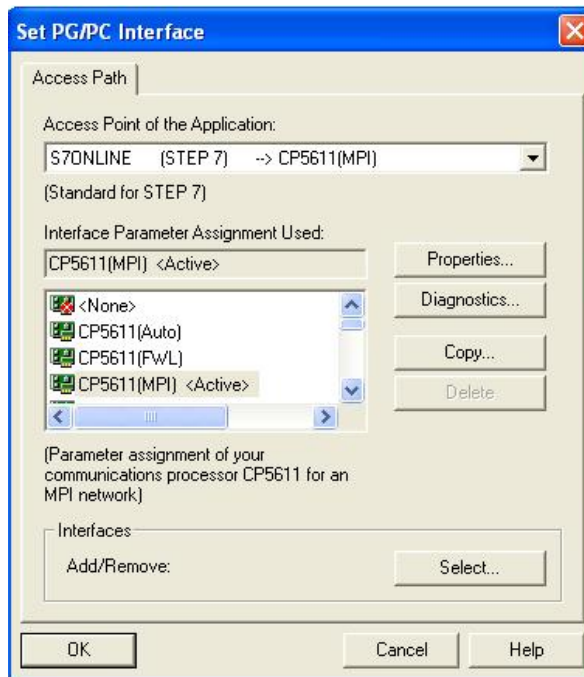 Set PG/PC Interface
Access Path
Access Point of the Application:
S7ONLINE (STEP 7) --> CP5611(MPI)
(Standard for STEP 7)
Interface Parameter Assignment Used:
CP5611(MPI) <Active>
Properties...
Diagnostics...
<None>
CP5611(Auto)
CP5611(FWL)
CP5611(MPI) <Active>
Copy...
Delete
(Parameter assignment of your
communications processor CP5611 for an
MPI network)
Interfaces
Add/Remove:
Select...
OK
Cancel
Help